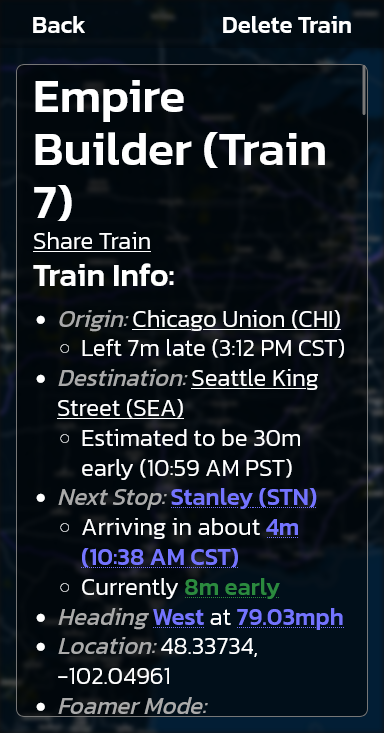 Back Delete Train
Empire
Builder (Train
7)
Share Train
Train Info:
Origin: Chicago Union (CHI)
Left 7m late (3:12 PM CST)
Destination: Seattle King
Street (SEA)
Estimated to be 30m
early (10:59 AM PST)
Next Stop: Stanley (STN)
Arriving in about 4m
(10:38 AM CST)
Currently 8m early
Heading West at 79.03mph
Location: 48.33734,
-102.04961
Foamer Mode: